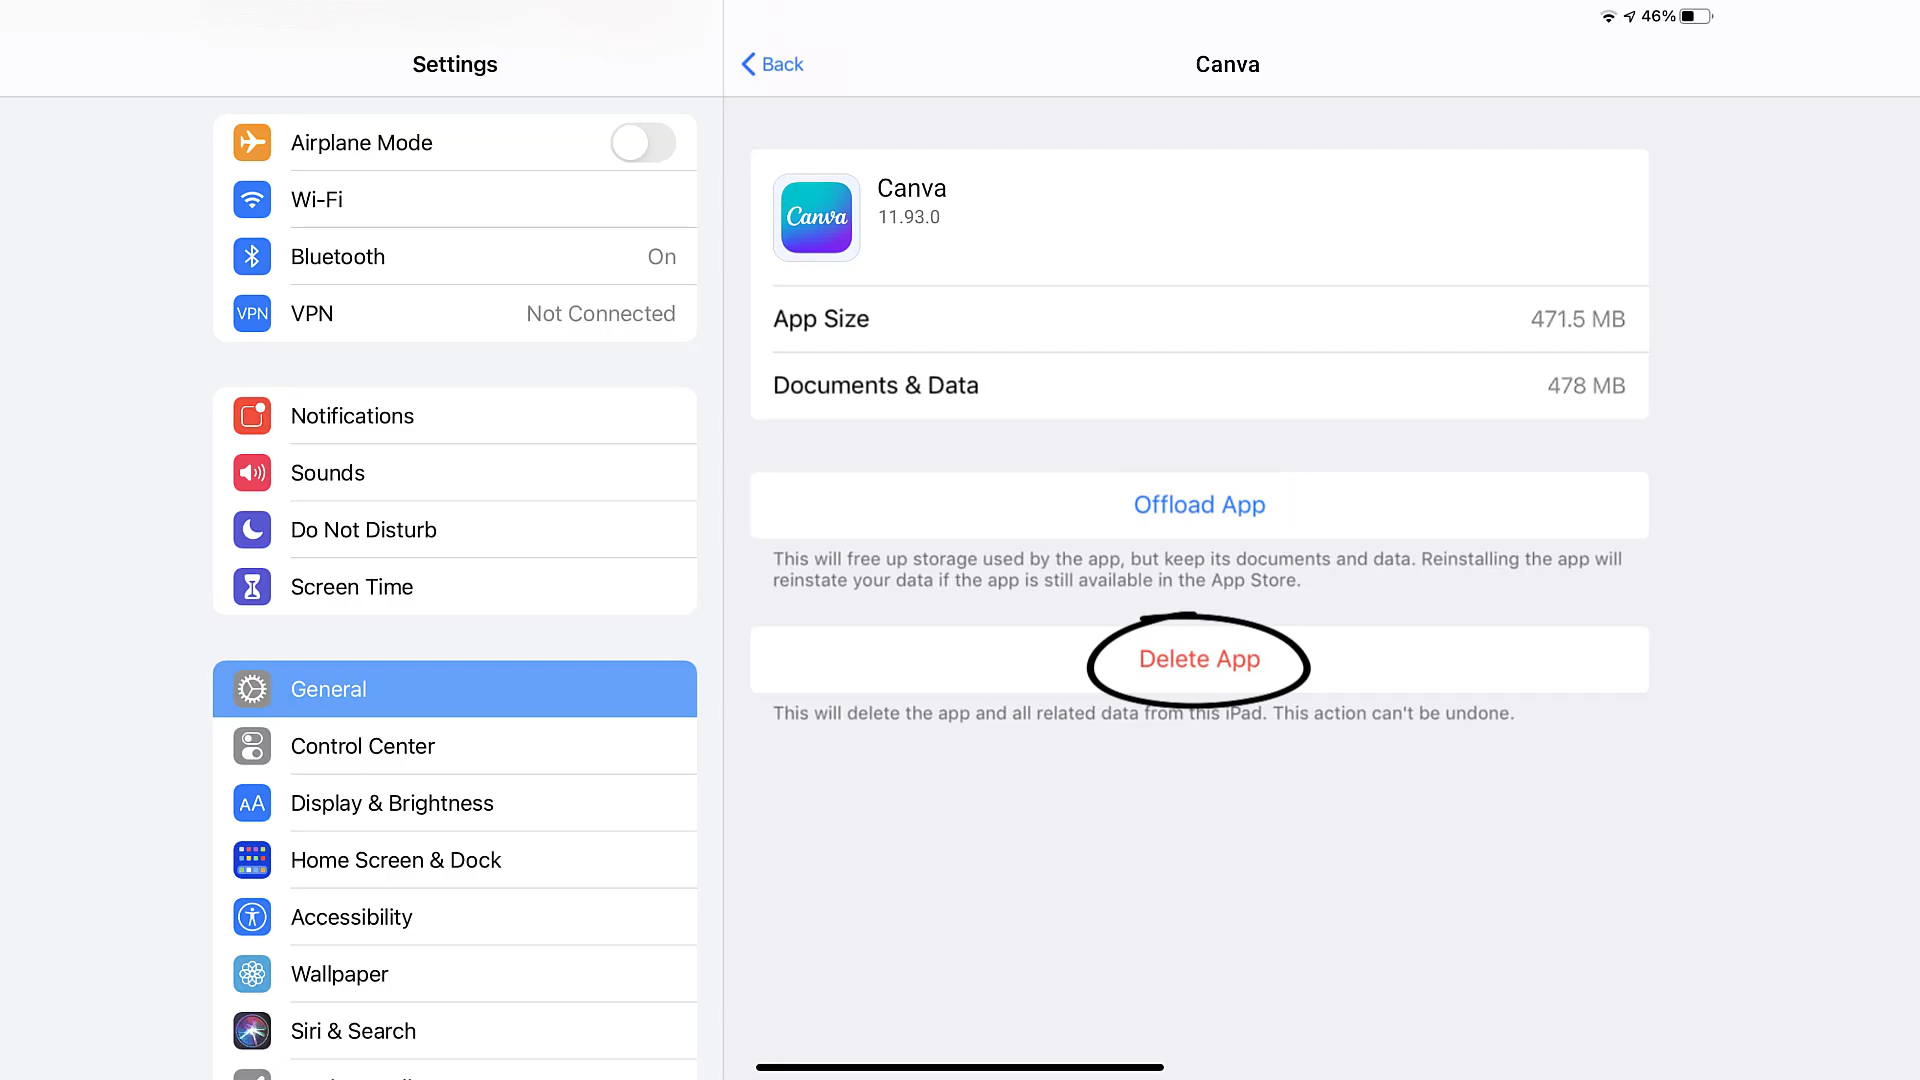 46%
Settings
Back
Canva
Airplane Mode
Wi-Fi
Bluetooth On
VPN VPN Not Connected
Notifications
Sounds
Do Not Disturb
Screen Time
General
Control Center
AA Display & Brightness
Home Screen & Dock
Accessibility
Wallpaper
Siri & Search
Canva
Canva
11.93.0
App Size 471.5 MB
Documents & Data 478 MB
Offload App
This will free up storage used by the app, but keep its documents and data. Reinstalling the app will
reinstate your data if the app is still available in the App Store.
Delete App
This will delete the app and all related data from this iPad. This action can't be undone.